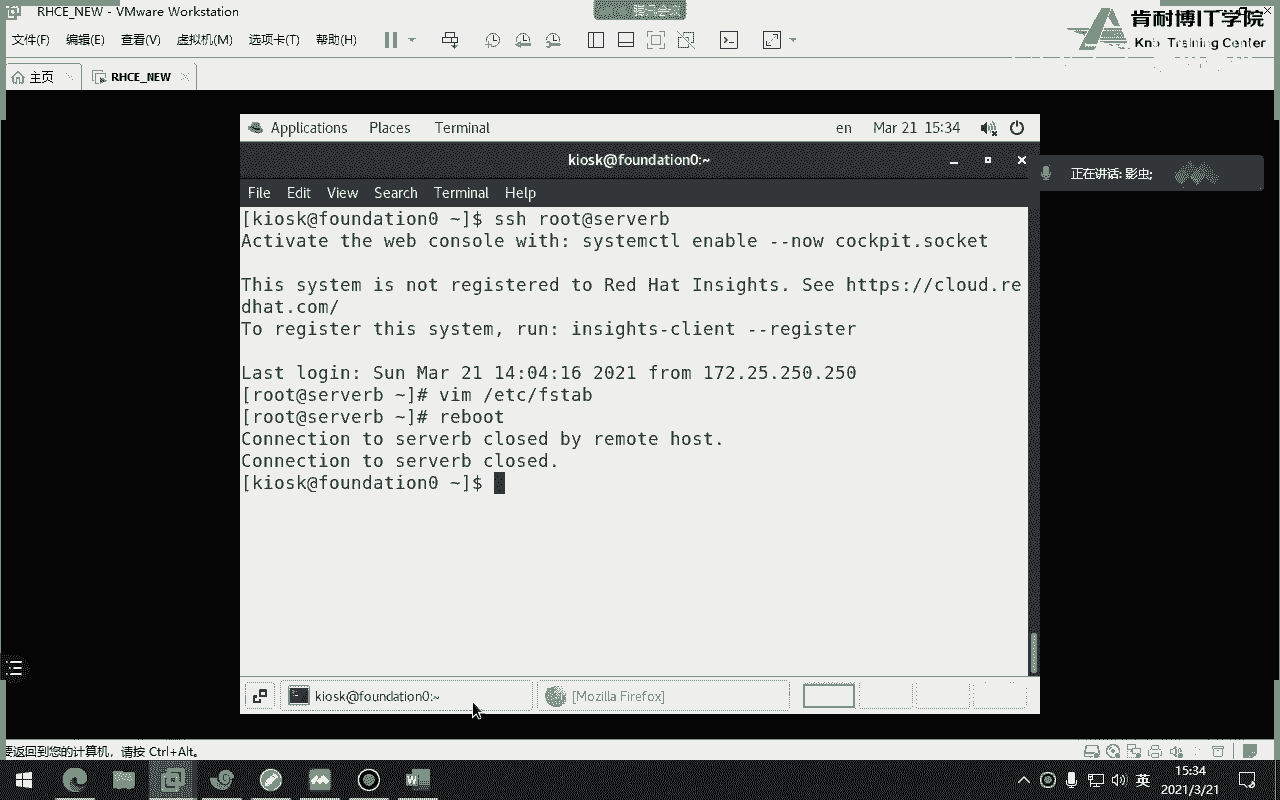 RHCE_NEW - VMware Workstation
肯耐博IT学院
Knb Training Center
文件(F) 编辑(E) 查看(V) 虚拟机(M) 选项卡(T) 帮助(H)
主页 RHCE_NEW
Applications Places Terminal en Mar 21 15:34
kiosk@foundation0:~
正在讲话: 影虫;
File Edit View Search Terminal Help
[kiosk@foundation0 ~]$ ssh root@serverb
Activate the web console with: systemctl enable --now cockpit.socket
This system is not registered to Red Hat Insights. See https://cloud.re
dhat.com/
To register this system, run: insights-client --register
Last login: Sun Mar 21 14:04:16 2021 from 172.25.250.250
[root@serverb ~]# vim /etc/fstab
[root@serverb ~]# reboot
Connection to serverb closed by remote host.
Connection to serverb closed.
[kiosk@foundation0 ~]$
kiosk@foundation0:~ [Mozilla Firefox]
要返回到您的计算机，请按 Ctrl+Alt。
英 15:34
2021/3/21